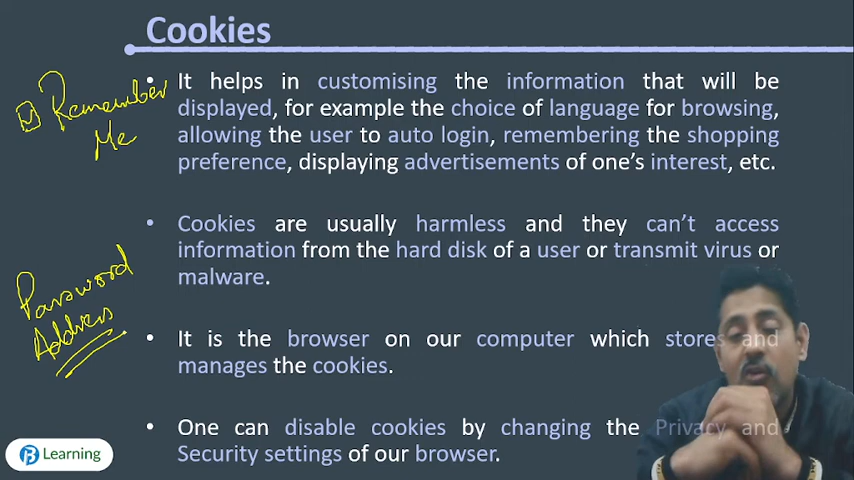 Cookies
It helps in customising the information that will be
displayed, for example the choice of language for browsing,
allowing the user to auto login, remembering the shopping
preference, displaying advertisements of one's interest, etc.
Remember
Me
Cookies are usually harmless and they can't access
information from the hard disk of a user or transmit virus or
malware.
Password
Address
It is the browser on our computer which stores and
manages the cookies.
One can disable cookies by changing the Privacy and
Security settings of our browser.
Learning